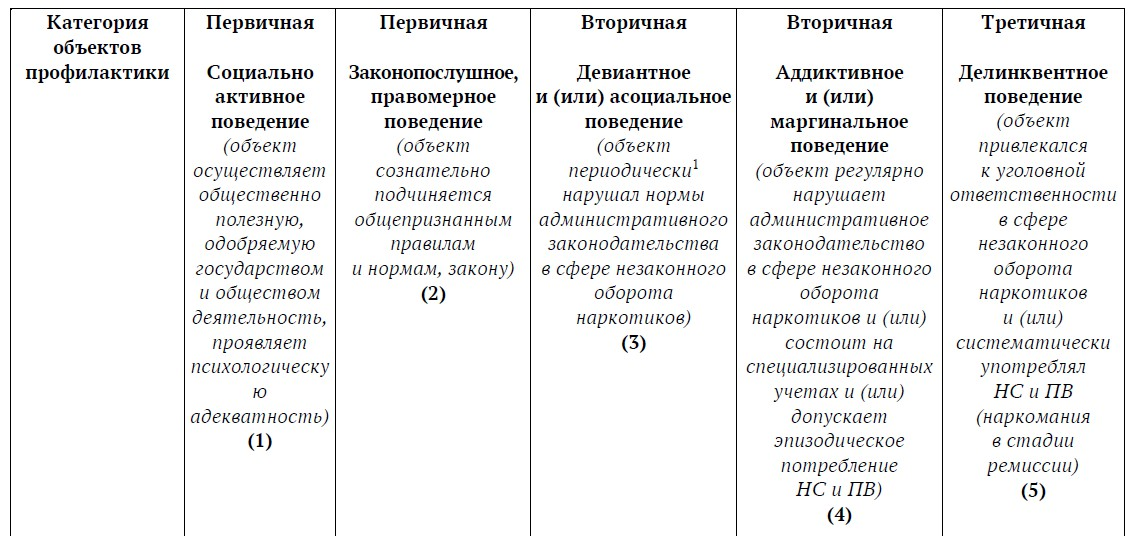 Категория
объектов
профилактики
Первичная
Социально
активное
поведение
(объект
осуществляет
общественно
полезную,
одобряемую
государством
и обществом
деятельность,
проявляет
психологическу
ю
адекватность)
(1)
Первичная
Законопослушное,
правомерное
поведение
(объект
сознательно
подчиняется
общепризнанным
правилам
и нормам, закону)
(2)
Вторичная
Девиантное
и (или) асоциальное
поведение
(объект
периодически1
нарушал нормы
административного
законодательства
в сфере незаконного
оборота
наркотиков)
(3)
Вторичная
Аддиктивное
и (или)
маргинальное
поведение
(объект регулярно
нарушает
административное
законодательство
в сфере незаконного
оборота
наркотиков и (или)
состоит на
специализированных
учетах и (или)
допускает
эпизодическое
потребление
НС и ПВ)
(4)
Третичная
Делинквентное
поведение
(объект
привлекался
к уголовной
ответственности
в сфере
незаконного
оборота
наркотиков
и (или)
систематически
употреблял
НС и ПВ
(наркомания
в стадии
ремиссии)
(5)